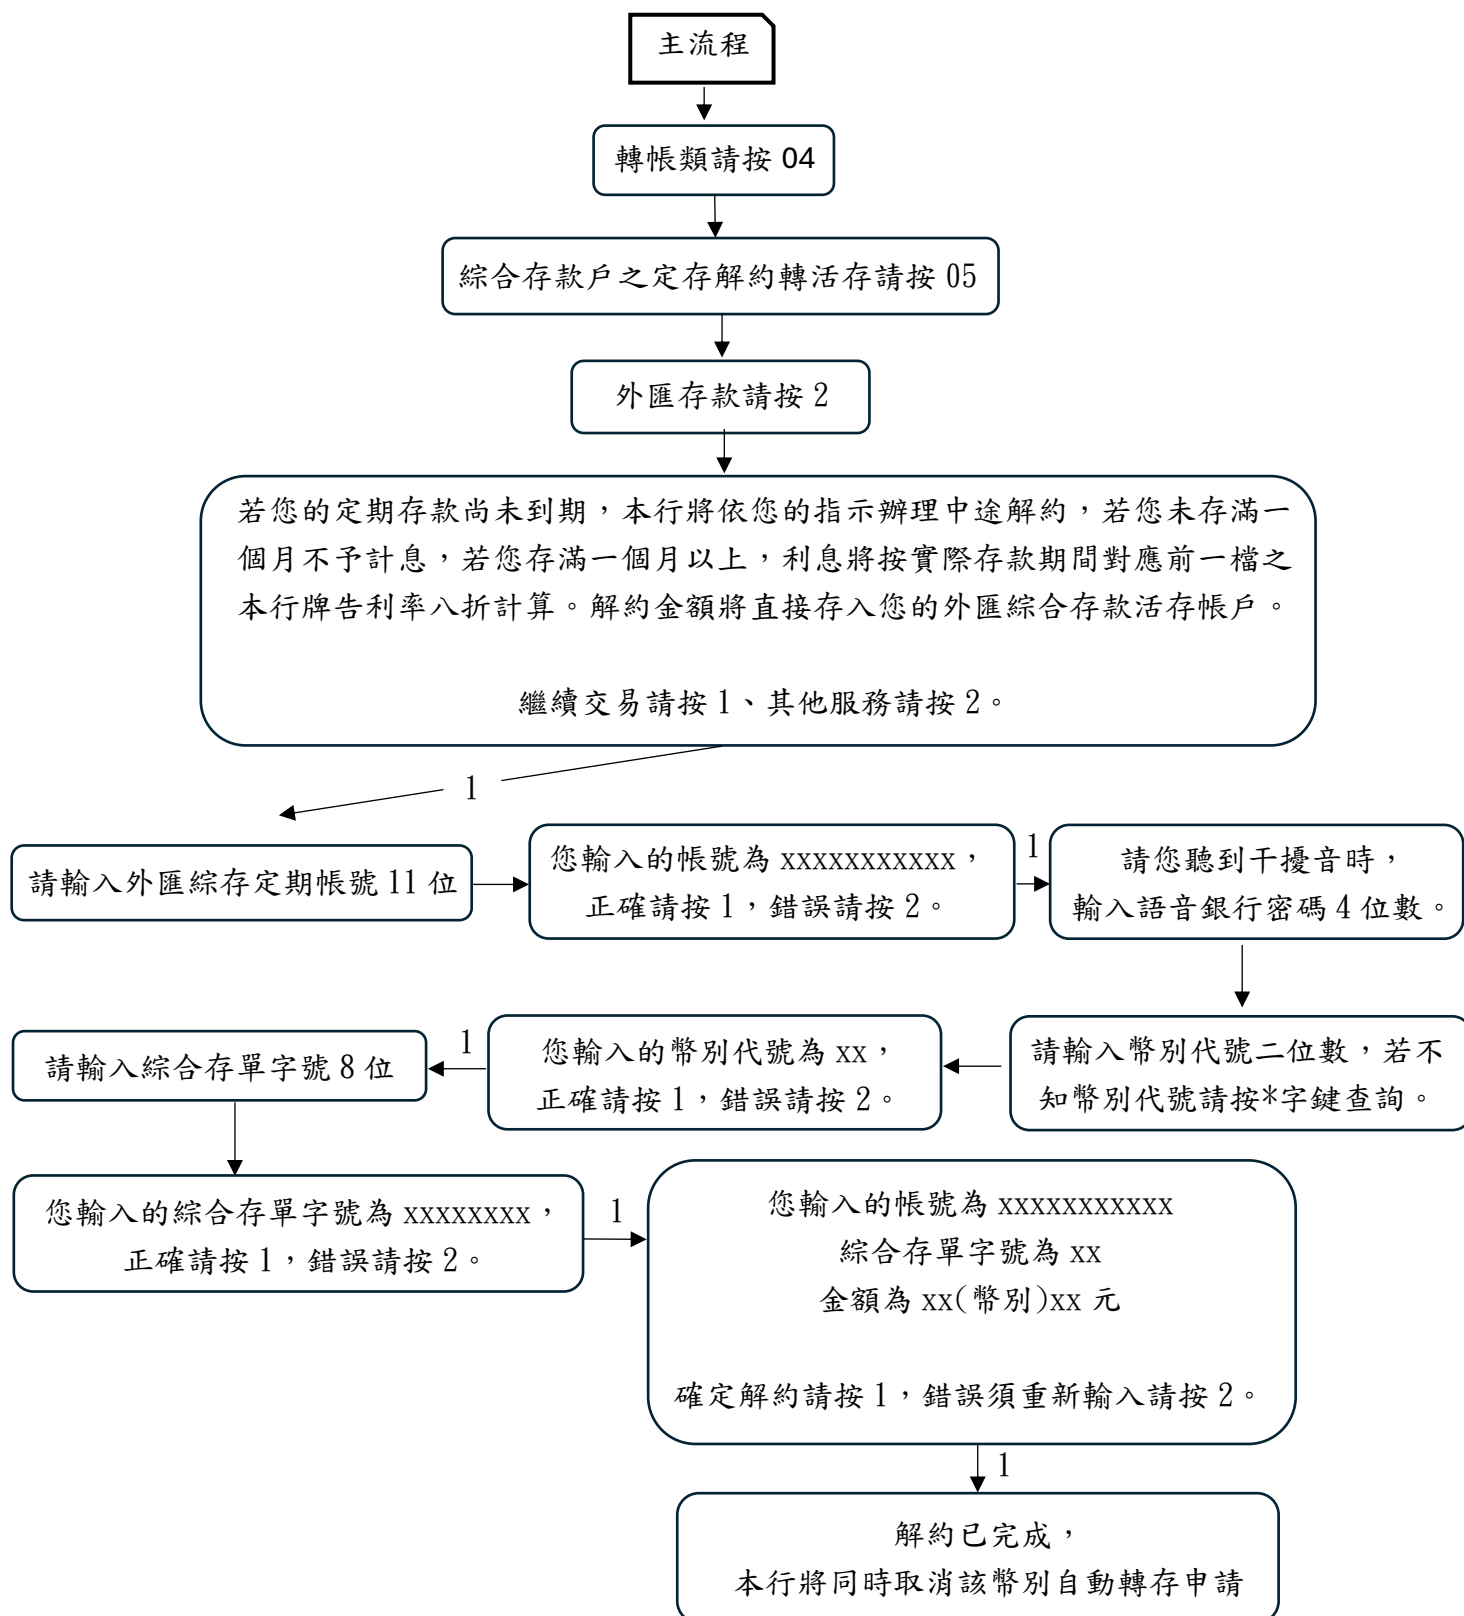 主流程
轉帳類請按 04
綜合存款戶之定存解約轉活存請按 05
外匯存款請按 2
若您的定期存款尚未到期，本行將依您的指示辦理中途解約，若您未存滿一
個月不予計息，若您存滿一個月以上，利息將按實際存款期間對應前一檔之
本行牌告利率八折計算。解約金額將直接存入您的外匯綜合存款活存帳戶。
繼續交易請按 1、其他服務請按 2。
1
請輸入外匯綜存定期帳號 11 位
您輸入的帳號為 xxxxxxxxxxx，
正確請按 1，錯誤請按 2。
1
請您聽到干擾音時，
輸入語音銀行密碼 4 位數。
請輸入幣別代號二位數，若不
知幣別代號請按*字鍵查詢。
您輸入的幣別代號為 xx，
正確請按 1，錯誤請按 2。
1
請輸入綜合存單字號 8 位
您輸入的綜合存單字號為 xxxxxxxx，
正確請按 1，錯誤請按 2。
1
您輸入的帳號為 xxxxxxxxxxx
綜合存單字號為 xx
金額為 xx(幣別)xx 元
確定解約請按 1，錯誤須重新輸入請按 2。
1
解約已完成，
本行將同時取消該幣別自動轉存申請